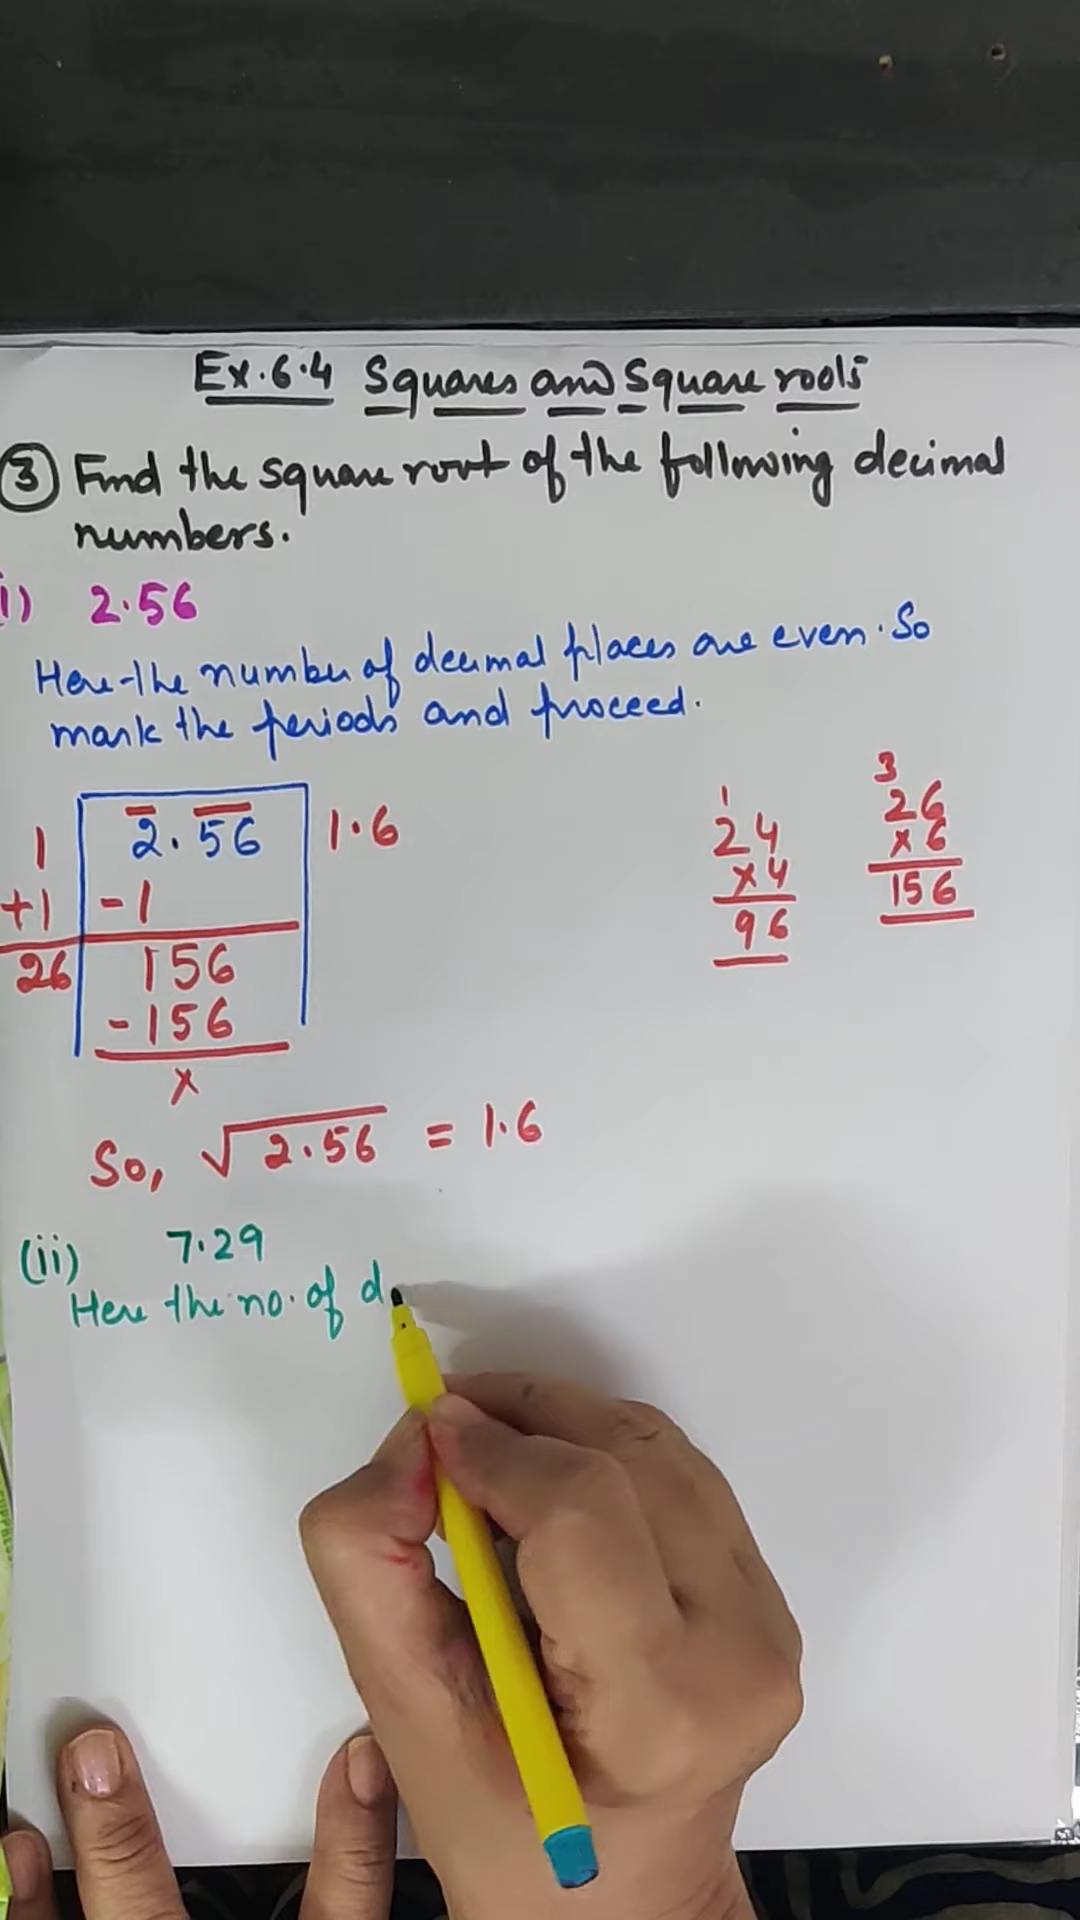 Ex.6.4 Squares and Square roots
③ Find the square root of the following decimal
numbers.
(i) 2.56
Here the number of decimal places are even. So
mark the periods and proceed.
1 2.56 1.6
+1 -1
26 156
-156
x
1
24
x4
96
3
26
x6
156
So, √2.56 = 1.6
(ii) 7.29
Here the no. of d